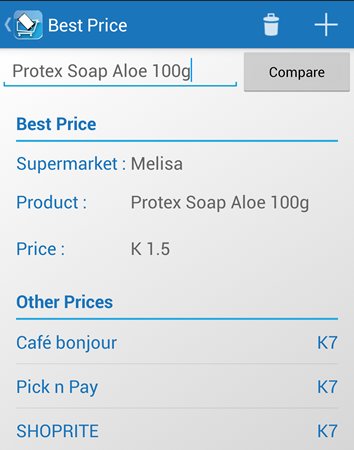 Best Price
Protex Soap Aloe 100g
Compare
Best Price
Supermarket : Melisa
Product : Protex Soap Aloe 100g
Price : K 1.5
Other Prices
Café bonjour K7
Pick n Pay K7
SHOPRITE K7